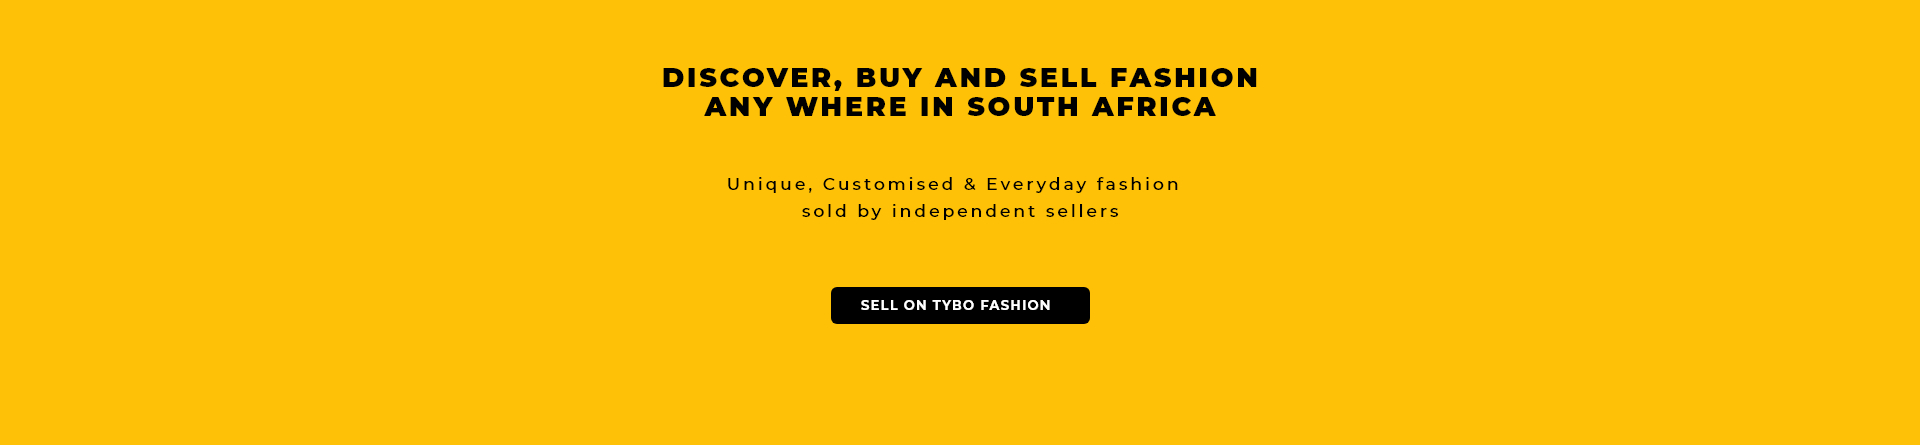 DISCOVER, BUY AND SELL FASHION
ANY WHERE IN SOUTH AFRICA
Unique, Customised & Everyday fashion
sold by independent sellers
SELL ON TYBO FASHION